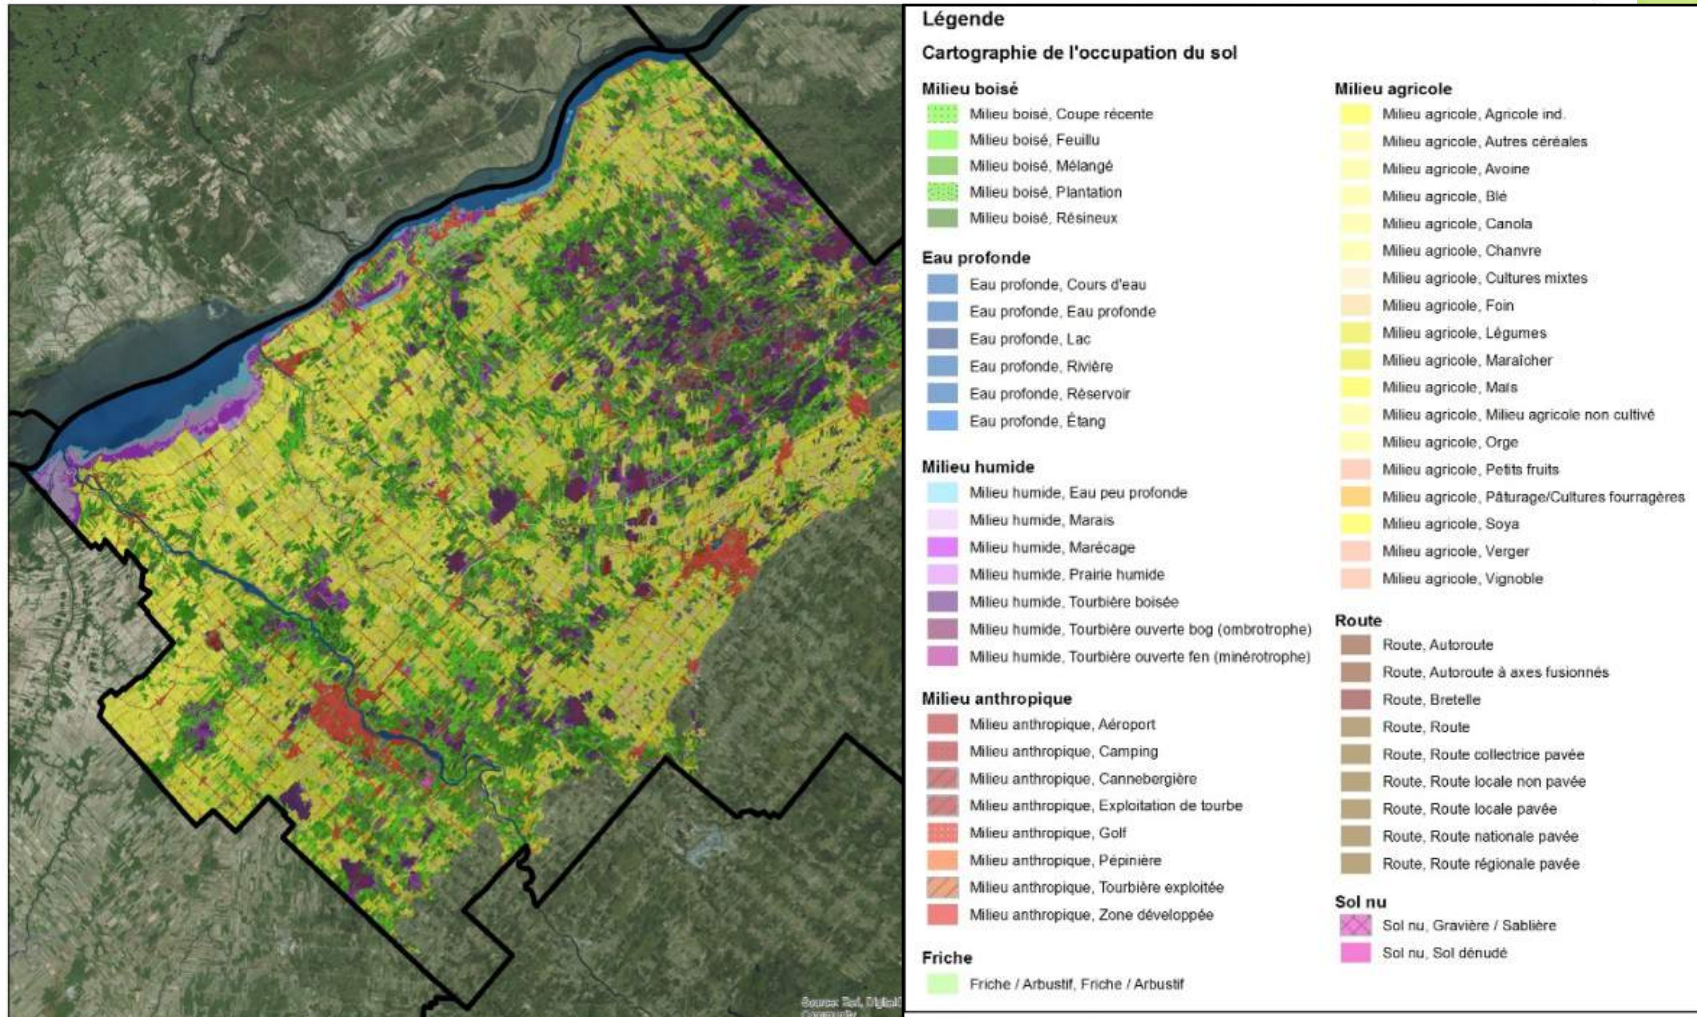 Légende
Cartographie de l'occupation du sol
Milieu boisé
Milieu boisé, Coupe récente
Milieu boisé, Feuillu
Milieu boisé, Mélangé
Milieu boisé, Plantation
Milieu boisé, Résineux
Eau profonde
Eau profonde, Cours d'eau
Eau profonde, Eau profonde
Eau profonde, Lac
Eau profonde, Rivière
Eau profonde, Réservoir
Eau profonde, Étang
Milieu humide
Milieu humide, Eau peu profonde
Milieu humide, Marais
Milieu humide, Marécage
Milieu humide, Prairie humide
Milieu humide, Tourbière boisée
Milieu humide, Tourbière ouverte bog (ombrotrophe)
Milieu humide, Tourbière ouverte fen (minérotrophe)
Milieu anthropique
Milieu anthropique, Aéroport
Milieu anthropique, Camping
Milieu anthropique, Cannebergière
Milieu anthropique, Exploitation de tourbe
Milieu anthropique, Golf
Milieu anthropique, Pépinière
Milieu anthropique, Tourbière exploitée
Milieu anthropique, Zone développée
Friche
Friche / Arbustif, Friche / Arbustif
Milieu agricole
Milieu agricole, Agricole ind.
Milieu agricole, Autres céréales
Milieu agricole, Avoine
Milieu agricole, Blé
Milieu agricole, Canola
Milieu agricole, Chanvre
Milieu agricole, Cultures mixtes
Milieu agricole, Foin
Milieu agricole, Légumes
Milieu agricole, Maraîcher
Milieu agricole, Maïs
Milieu agricole, Milieu agricole non cultivé
Milieu agricole, Orge
Milieu agricole, Petits fruits
Milieu agricole, Pâturage/Cultures fourragères
Milieu agricole, Soya
Milieu agricole, Verger
Milieu agricole, Vignoble
Route
Route, Autoroute
Route, Autoroute à axes fusionnés
Route, Bretelle
Route, Route
Route, Route collectrice pavée
Route, Route locale non pavée
Route, Route locale pavée
Route, Route nationale pavée
Route, Route régionale pavée
Sol nu
Sol nu, Gravière / Sablière
Sol nu, Sol dénudé
Source: Esri,